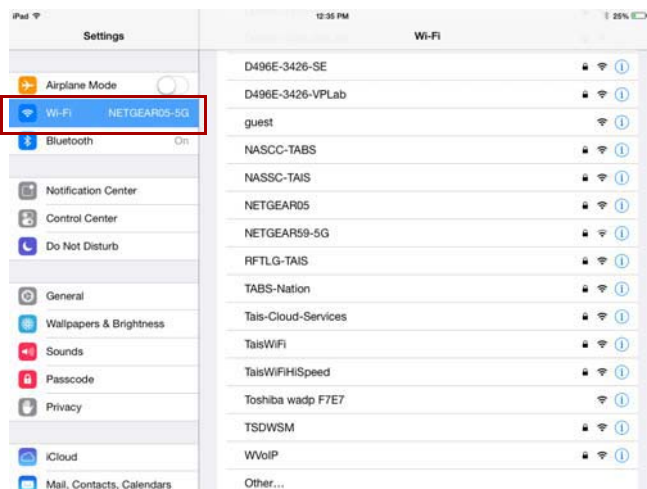 iPad
12:35 PM
25%
Settings
Wi-Fi
Airplane Mode
Wi-Fi NETGEAR05-5G
Bluetooth On
Notification Center
Control Center
Do Not Disturb
General
Wallpapers & Brightness
Sounds
Passcode
Privacy
iCloud
Mail, Contacts, Calendars
D496E-3426-SE
D496E-3426-VPLab
guest
NASCC-TABS
NASSC-TAIS
NETGEAR05
NETGEAR59-5G
RFTLG-TAIS
TABS-Nation
Tais-Cloud-Services
TaisWiFi
TaisWiFiHiSpeed
Toshiba wadp F7E7
TSDWSM
WVoIP
Other...